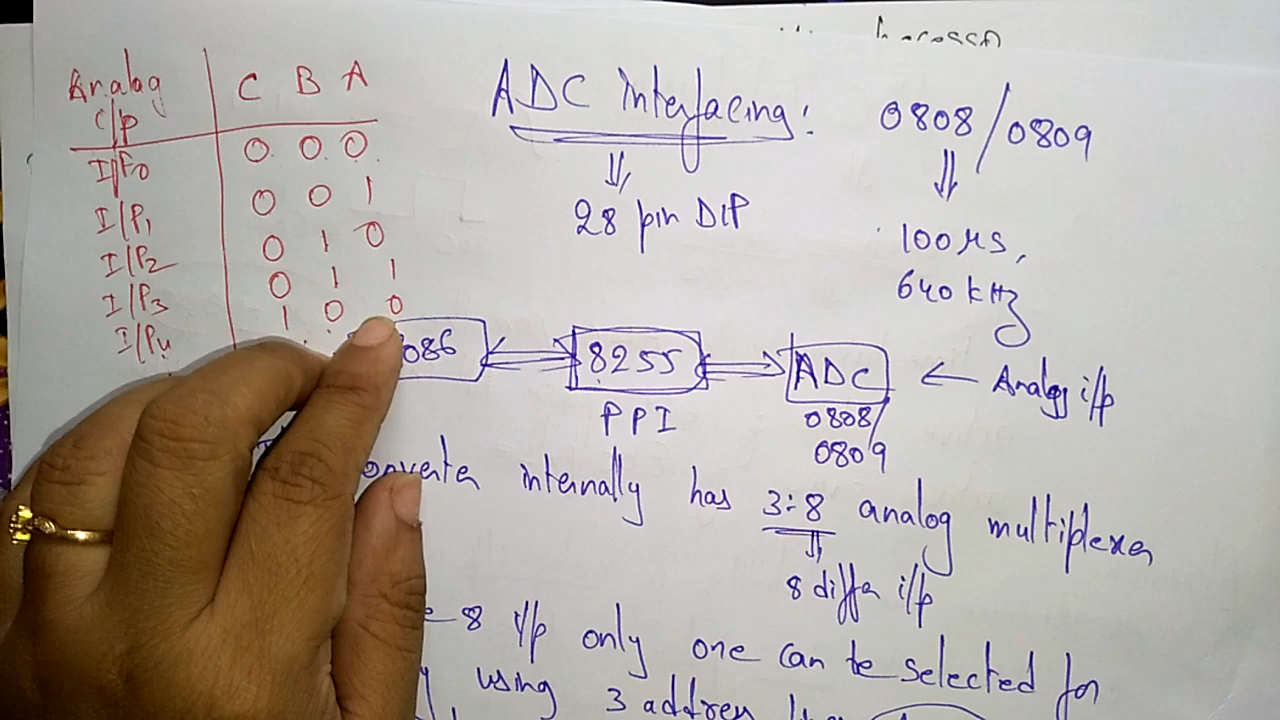 Analog C B A
i/p
I/P0 0 0 0
I/P1 0 0 1
I/P2 0 1 0
I/P3 0 1 1
I/P4 1 0 0
ADC interfacing: 0808/0809
⇓ ⇓
28 pin DIP
100 µs,
640 kHz
086 8255 ADC ← Analog i/p
PPI 0808/
0809
internally has 3:8 analog multiplexer
⇓
8 differ i/p
8 i/p only one can be selected for
using 3 address